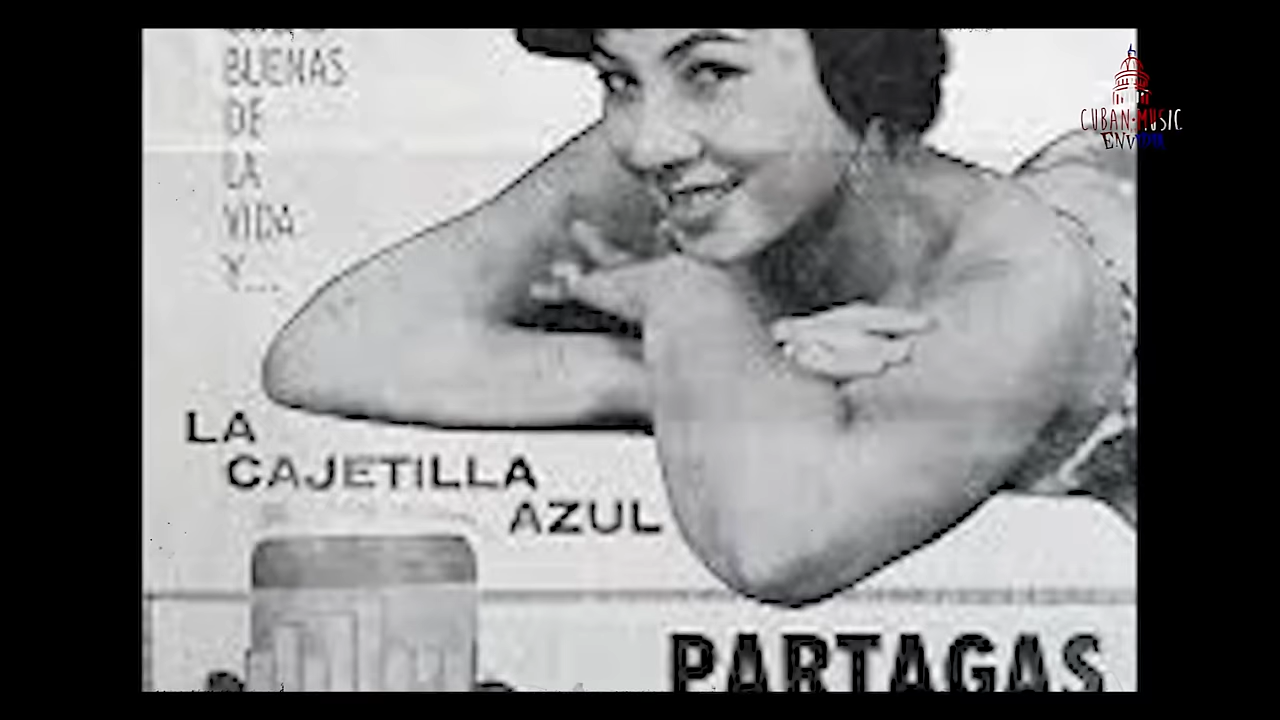 BUENAS
DE
LA
VIDA
Y...
LA
CAJETILLA
AZUL
PARTAGAS
CUBAN MUSIC